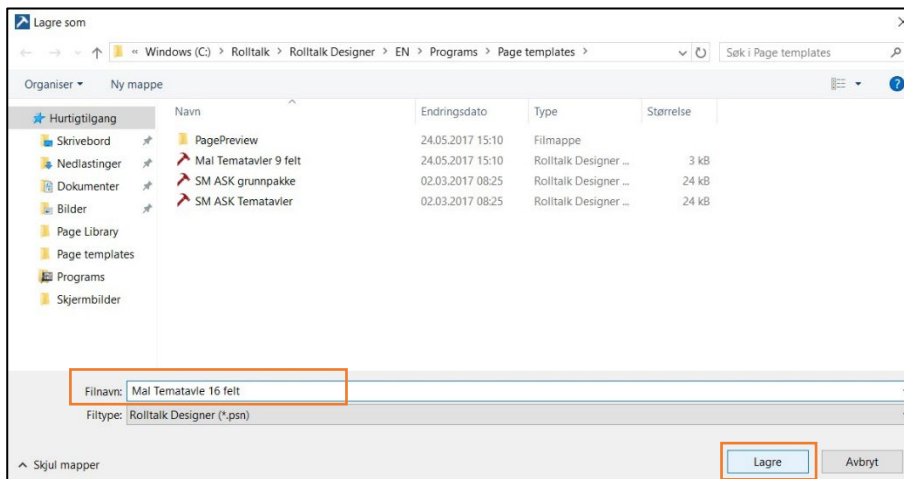 Lagre som
« Windows (C:) > Rolltalk > Rolltalk Designer > EN > Programs > Page templates >
Søk i Page templates
Organiser Ny mappe
Hurtigtilgang
Skrivebord
Nedlastinger
Dokumenter
Bilder
Page Library
Page templates
Programs
Skjermbilder
Navn Endringsdato Type Størrelse
PagePreview 24.05.2017 15:10 Filmappe
Mal Tematavler 9 felt 24.05.2017 15:10 Rolltalk Designer ... 3 kB
SM ASK grunnpakke 02.03.2017 08:25 Rolltalk Designer ... 24 kB
SM ASK Tematavler 02.03.2017 08:25 Rolltalk Designer ... 24 kB
Filnavn: Mal Tematavle 16 felt
Filtype: Rolltalk Designer (*.psn)
Skjul mapper
Lagre Avbryt